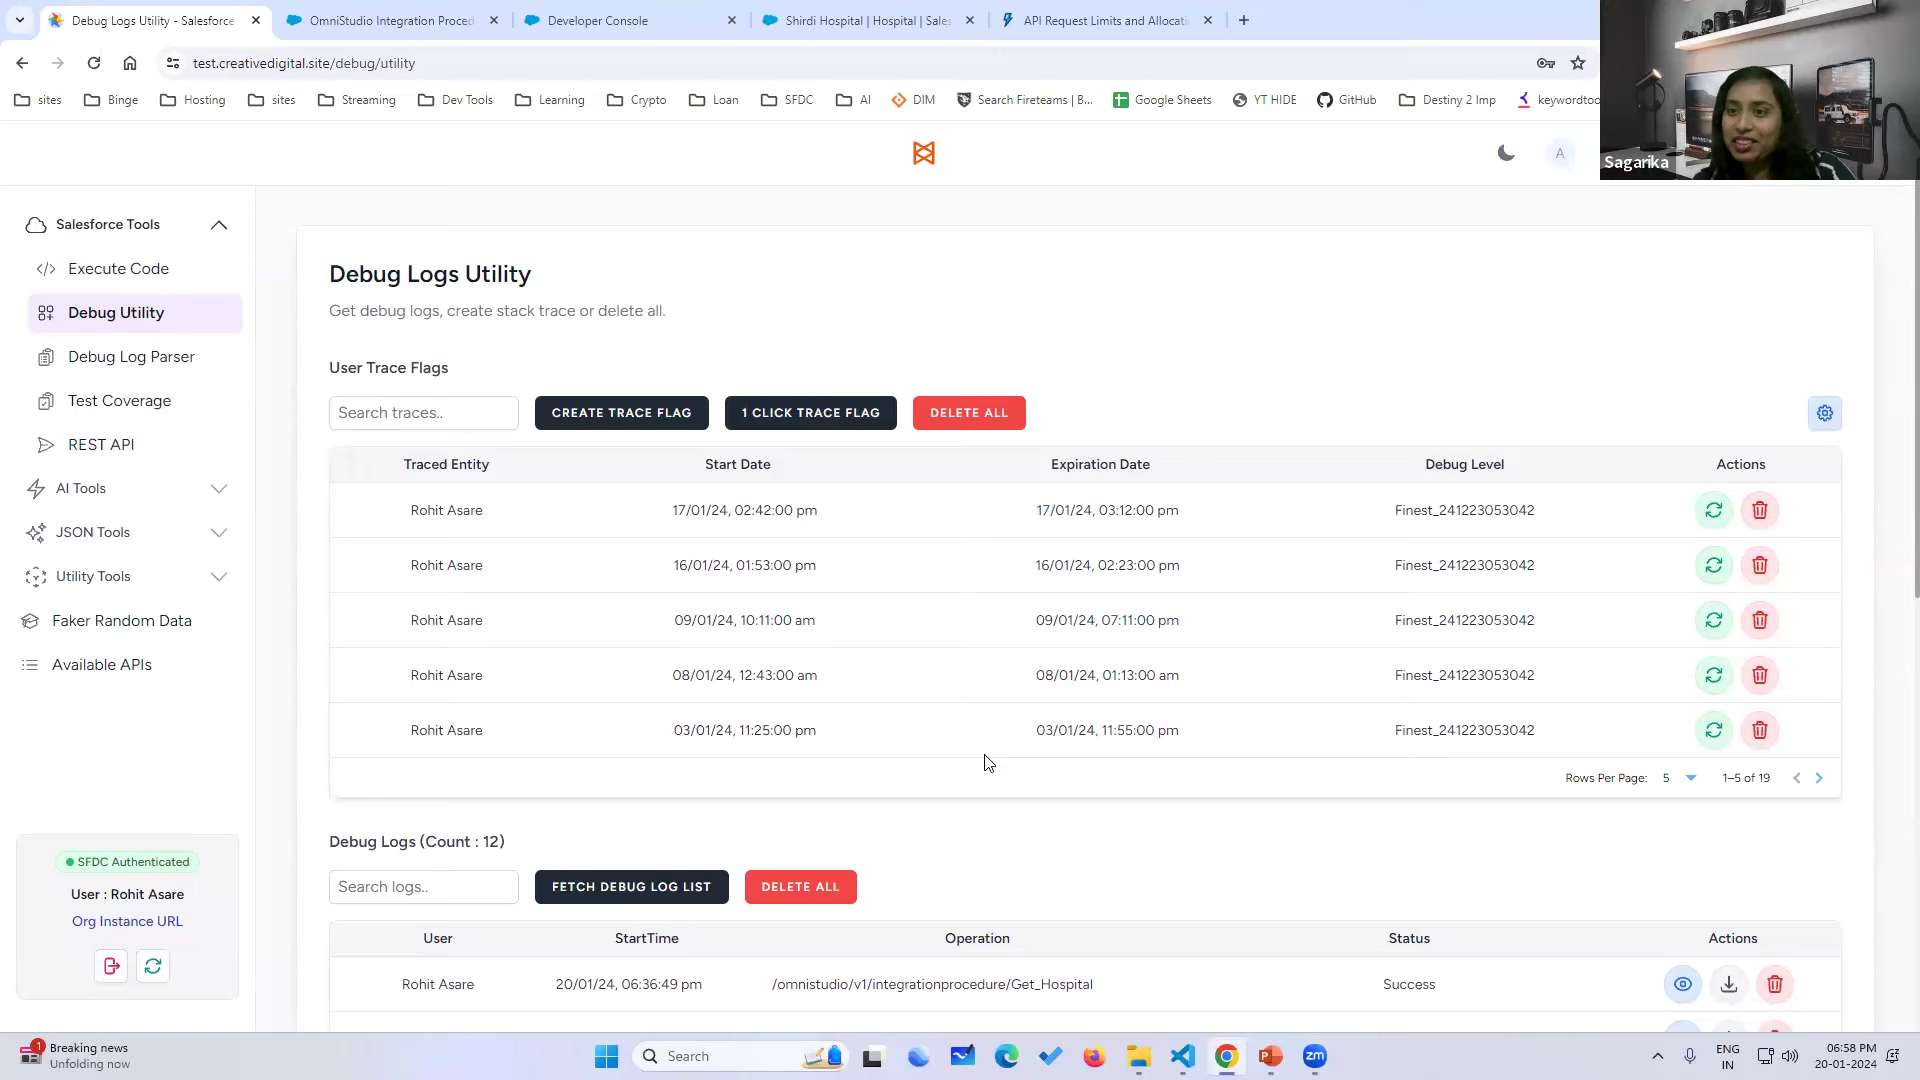 Debug Logs Utility - Salesforce
OmniStudio Integration Proced
Developer Console
Shirdi Hospital | Hospital | Sales
API Request Limits and Allocati
test.creativedigital.site/debug/utility
sites
Binge
Hosting
sites
Streaming
Dev Tools
Learning
Crypto
Loan
SFDC
AI
DIM
Search Fireteams | B...
Google Sheets
YT HIDE
GitHub
Destiny 2 Imp
keywordtoo
Sagarika
A
Salesforce Tools
Execute Code
Debug Utility
Debug Log Parser
Test Coverage
REST API
AI Tools
JSON Tools
Utility Tools
Faker Random Data
Available APIs
SFDC Authenticated
User : Rohit Asare
Org Instance URL
Debug Logs Utility
Get debug logs, create stack trace or delete all.
User Trace Flags
Search traces..
CREATE TRACE FLAG
1 CLICK TRACE FLAG
DELETE ALL
Traced Entity Start Date Expiration Date Debug Level Actions
Rohit Asare 17/01/24, 02:42:00 pm 17/01/24, 03:12:00 pm Finest_241223053042
Rohit Asare 16/01/24, 01:53:00 pm 16/01/24, 02:23:00 pm Finest_241223053042
Rohit Asare 09/01/24, 10:11:00 am 09/01/24, 07:11:00 pm Finest_241223053042
Rohit Asare 08/01/24, 12:43:00 am 08/01/24, 01:13:00 am Finest_241223053042
Rohit Asare 03/01/24, 11:25:00 pm 03/01/24, 11:55:00 pm Finest_241223053042
Rows Per Page: 5 1–5 of 19
Debug Logs (Count : 12)
Search logs..
FETCH DEBUG LOG LIST
DELETE ALL
User StartTime Operation Status Actions
Rohit Asare 20/01/24, 06:36:49 pm /omnistudio/v1/integrationprocedure/Get_Hospital Success
1
Breaking news
Unfolding now
Search
zm
ENG
IN
06:58 PM
20-01-2024